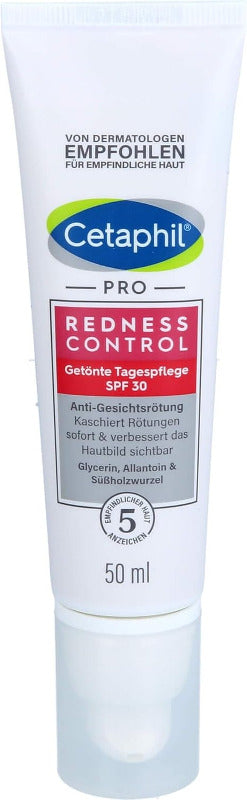 VON DERMATOLOGEN
EMPFOHLEN
FÜR EMPFINDLICHE HAUT
Cetaphil®
PRO
REDNESS
CONTROL
Getönte Tagespflege
SPF 30
Anti-Gesichtsrötung
Kaschiert Rötungen
sofort & verbessert das
Hautbild sichtbar
Glycerin, Allantoin &
Süßholzwurzel
EMPFINDLICHER HAUT
5
ANZEICHEN
50 ml